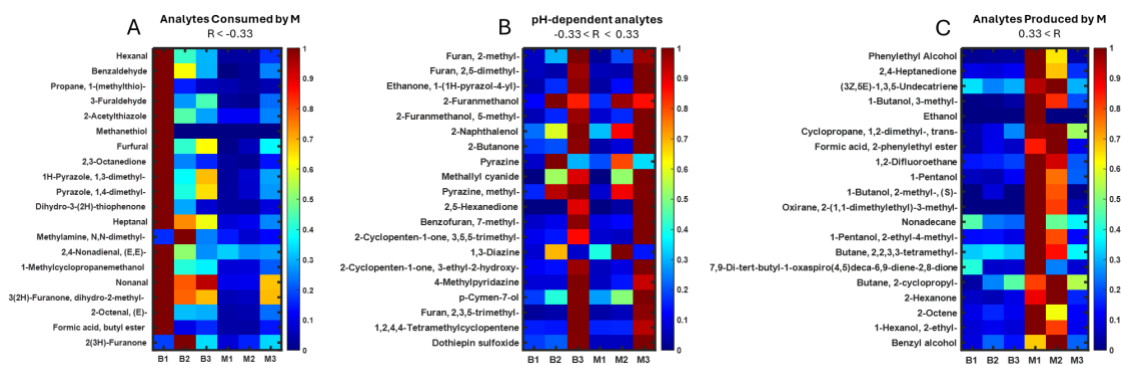 A
Analytes Consumed by M
R < -0.33
Hexanal
Benzaldehyde
Propane, 1-(methylthio)-
3-Furaldehyde
2-Acetylthiazole
Methanethiol
Furfural
2,3-Octanedione
1H-Pyrazole, 1,3-dimethyl-
Pyrazole, 1,4-dimethyl-
Dihydro-3-(2H)-thiophenone
Heptanal
Methylamine, N,N-dimethyl-
2,4-Nonadienal, (E,E)-
1-Methylcyclopropanemethanol
Nonanal
3(2H)-Furanone, dihydro-2-methyl-
2-Octenal, (E)-
Formic acid, butyl ester
2(3H)-Furanone
B1 B2 B3 M1 M2 M3
1
0.9
0.8
0.7
0.6
0.5
0.4
0.3
0.2
0.1
0
B
pH-dependent analytes
-0.33 < R < 0.33
Furan, 2-methyl-
Furan, 2,5-dimethyl-
Ethanone, 1-(1H-pyrazol-4-yl)-
2-Furanmethanol
2-Furanmethanol, 5-methyl-
2-Naphthalenol
2-Butanone
Pyrazine
Methallyl cyanide
Pyrazine, methyl-
2,5-Hexanedione
Benzofuran, 7-methyl-
2-Cyclopenten-1-one, 3,5,5-trimethyl-
1,3-Diazine
2-Cyclopenten-1-one, 3-ethyl-2-hydroxy-
4-Methylpyridazine
p-Cymen-7-ol
Furan, 2,3,5-trimethyl-
1,2,4,4-Tetramethylcyclopentene
Dothiepin sulfoxide
B1 B2 B3 M1 M2 M3
1
0.9
0.8
0.7
0.6
0.5
0.4
0.3
0.2
0.1
0
C
Analytes Produced by M
0.33 < R
Phenylethyl Alcohol
2,4-Heptanedione
(3Z,5E)-1,3,5-Undecatriene
1-Butanol, 3-methyl-
Ethanol
Cyclopropane, 1,2-dimethyl-, trans-
Formic acid, 2-phenylethyl ester
1,2-Difluoroethane
1-Pentanol
1-Butanol, 2-methyl-, (S)-
Oxirane, 2-(1,1-dimethylethyl)-3-methyl-
Nonadecane
1-Pentanol, 2-ethyl-4-methyl-
Butane, 2,2,3,3-tetramethyl-
7,9-Di-tert-butyl-1-oxaspiro(4,5)deca-6,9-diene-2,8-dione
Butane, 2-cyclopropyl-
2-Hexanone
2-Octene
1-Hexanol, 2-ethyl-
Benzyl alcohol
B1 B2 B3 M1 M2 M3
1
0.9
0.8
0.7
0.6
0.5
0.4
0.3
0.2
0.1
0